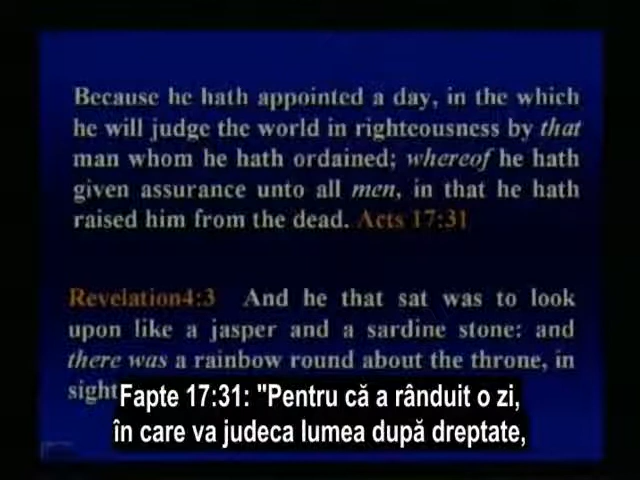 Because he hath appointed a day, in the which
he will judge the world in righteousness by that
man whom he hath ordained; whereof he hath
given assurance unto all men, in that he hath
raised him from the dead. Acts 17:31
Revelation4:3 And he that sat was to look
upon like a jasper and a sardine stone: and
there was a rainbow round about the throne, in
sight
Fapte 17:31: "Pentru că a rânduit o zi,
în care va judeca lumea după dreptate,